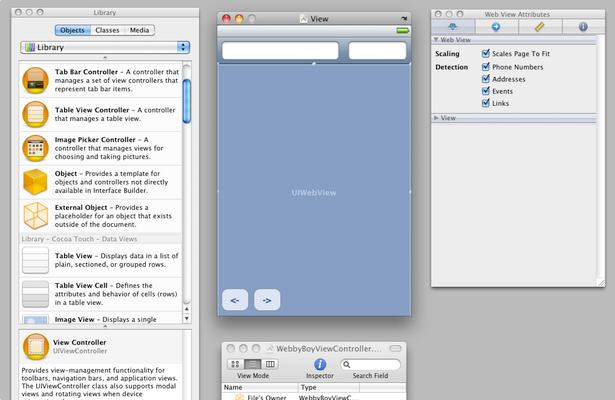 Library
Objects
Classes
Media
Library
Tab Bar Controller – A controller
that manages a set of view controllers that
represent tab bar items.
Table View Controller – A controller
that manages a table view.
Image Picker Controller – A
controller that manages views for
choosing and taking pictures.
Object – Provides a template for
objects and controllers not directly
available in Interface Builder.
External Object – Provides a
placeholder for an object that exists
outside of the document.
Library – Cocoa Touch – Data Views
Table View – Displays data in a list of
plain, sectioned, or grouped rows.
Table View Cell – Defines the
attributes and behavior of cells (rows)
in a table view.
Image View – Displays a single
View Controller
UIViewController
Provides view-management functionality for
toolbars, navigation bars, and application views.
The UIViewController class also supports modal
views and rotating views when device
View
UIWebView
<-
->
WebbyBoyViewController....
View Mode
Inspector
Search Field
Name
Type
File's Owner
WebbyBoyViewC...
Web View Attributes
Web View
Scaling
Scales Page To Fit
Detection
Phone Numbers
Addresses
Events
Links
View